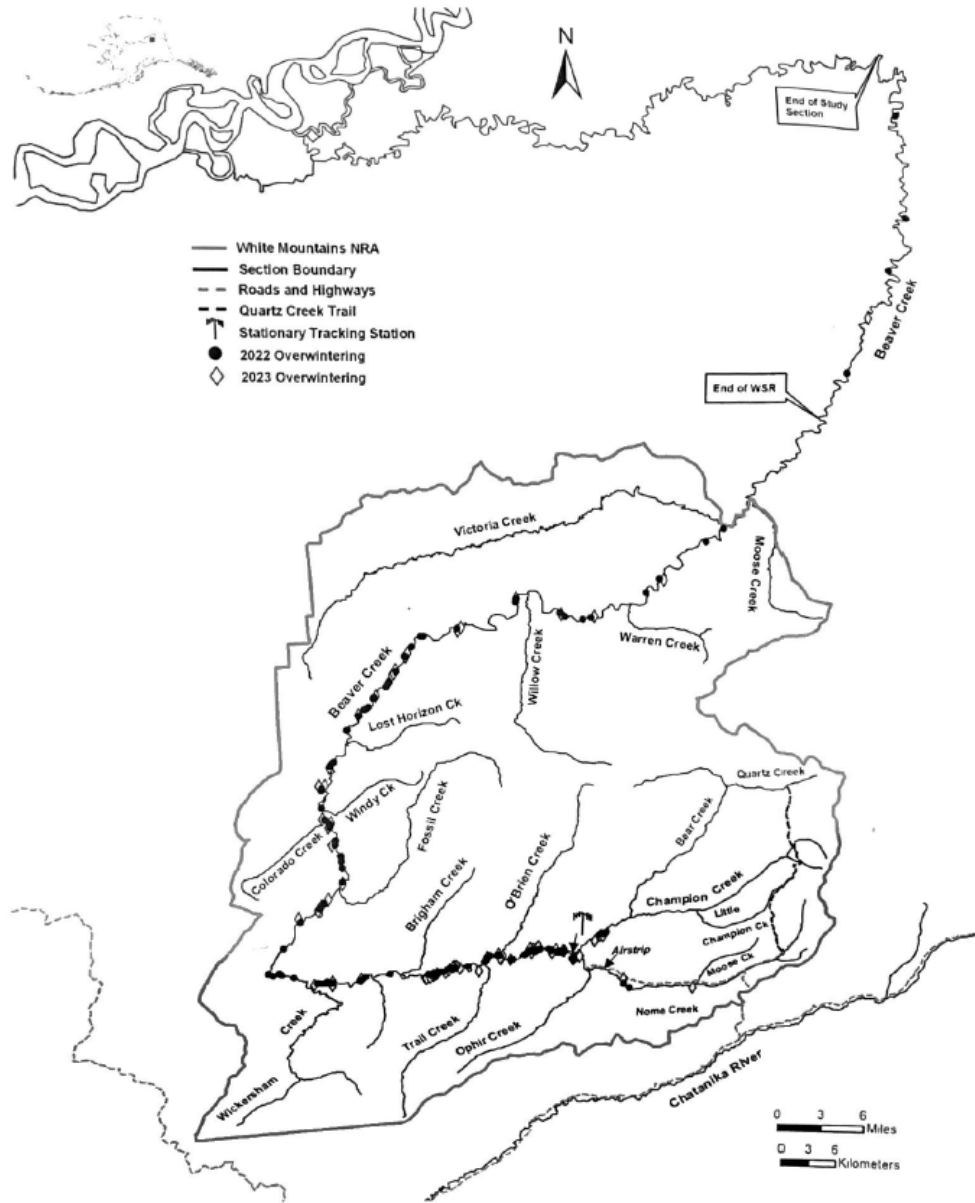 N
End of Study
Section
White Mountains NRA
Section Boundary
Roads and Highways
Quartz Creek Trail
Stationary Tracking Station
2022 Overwintering
2023 Overwintering
Beaver Creek
End of WSR
Victoria Creek
Moose Creek
Warren Creek
Willow Creek
Beaver Creek
Lost Horizon Ck
Windy Ck
Colorado Creek
Fossil Creek
Quartz Creek
Bear Creek
O'Brien Creek
Brigham Creek
Champion Creek
Little
Champion Ck
Airstrip
Moose Ck
Nome Creek
Creek
Wickersham
Trail Creek
Ophir Creek
Chatanika River
0 3 6
Miles
0 3 6
Kilometers